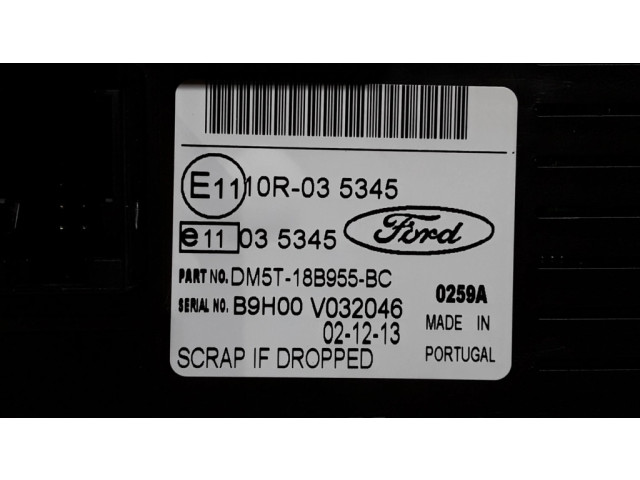 E11 10R-03 5345
e 11 03 5345 Ford
PART NO. DM5T-18B955-BC 0259A
SERIAL NO. B9H00 V032046 MADE IN
02-12-13 PORTUGAL
SCRAP IF DROPPED